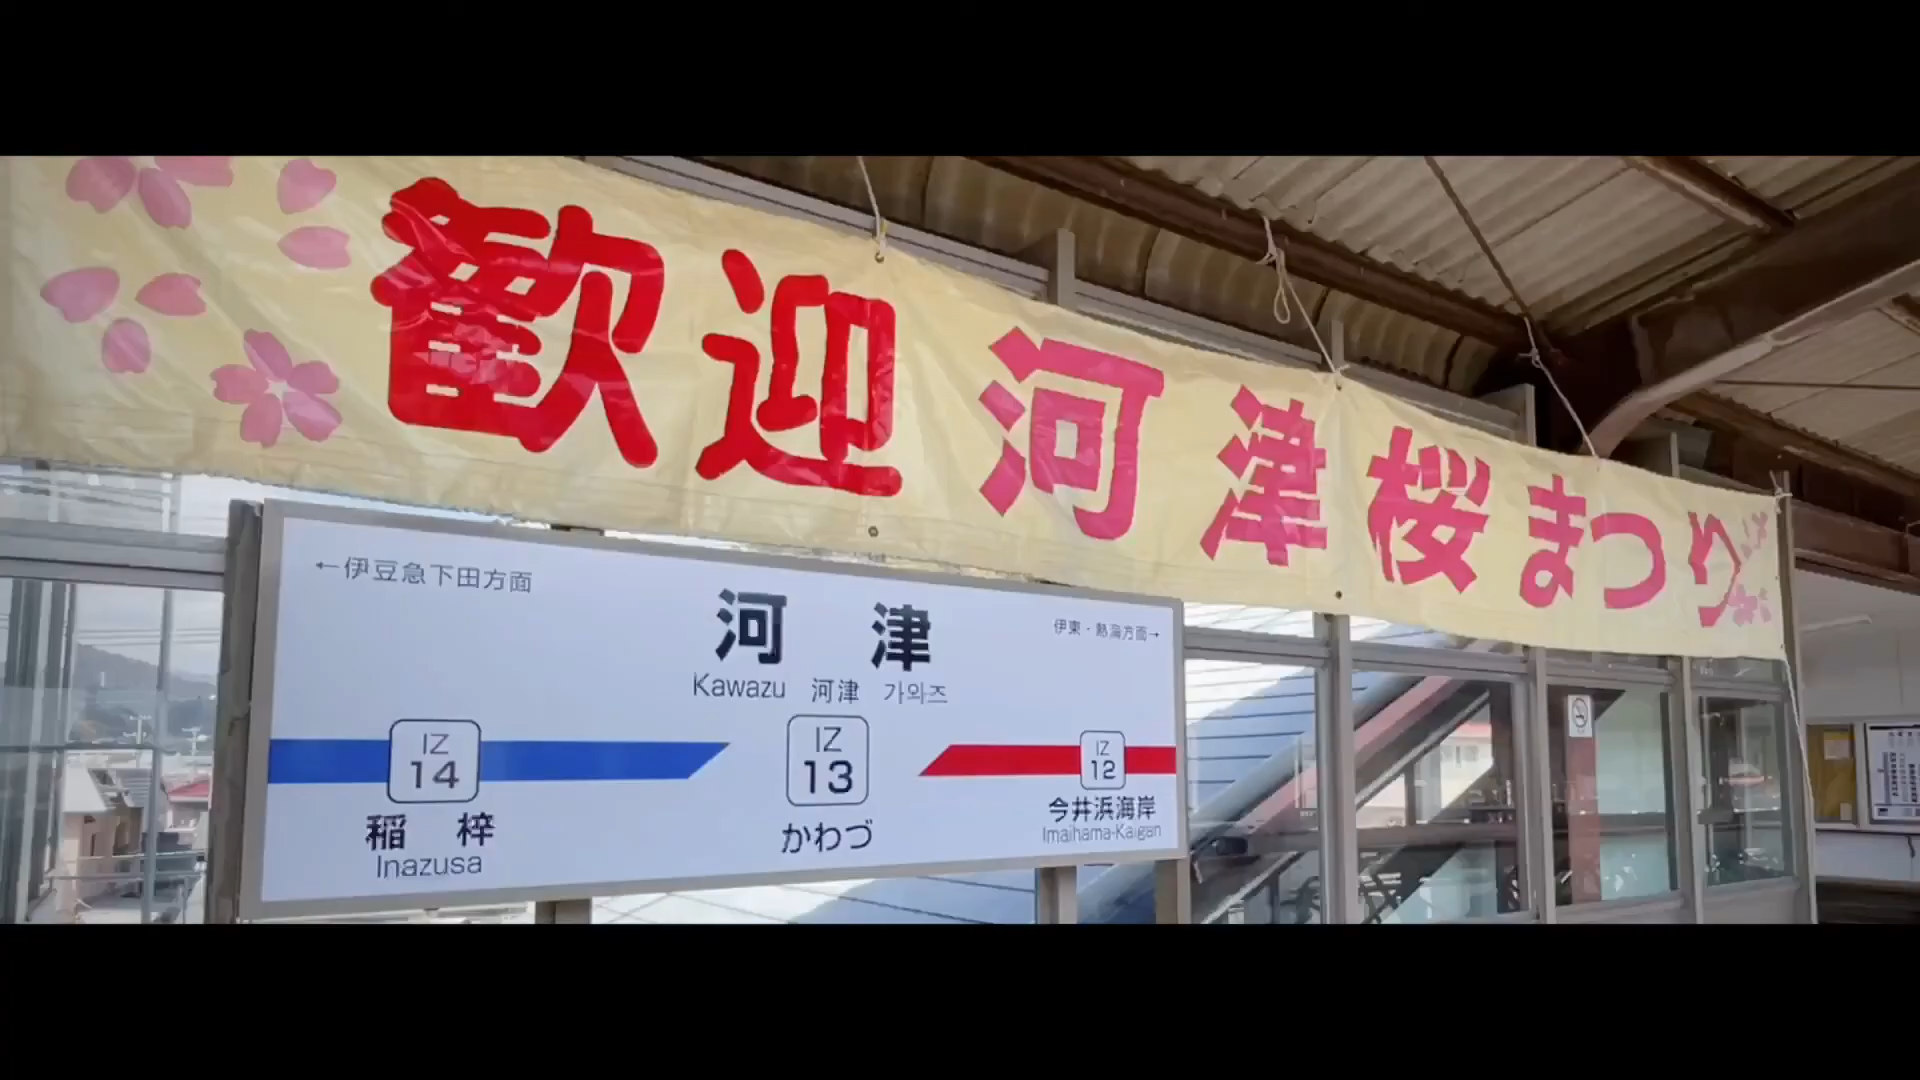 歓迎 河津桜まつり
←伊豆急下田方面
伊東・熱海方面→
河津
Kawazu 河津 가와즈
IZ
14
稲梓
Inazusa
IZ
13
かわづ
IZ
12
今井浜海岸
Imaihama-Kaigan